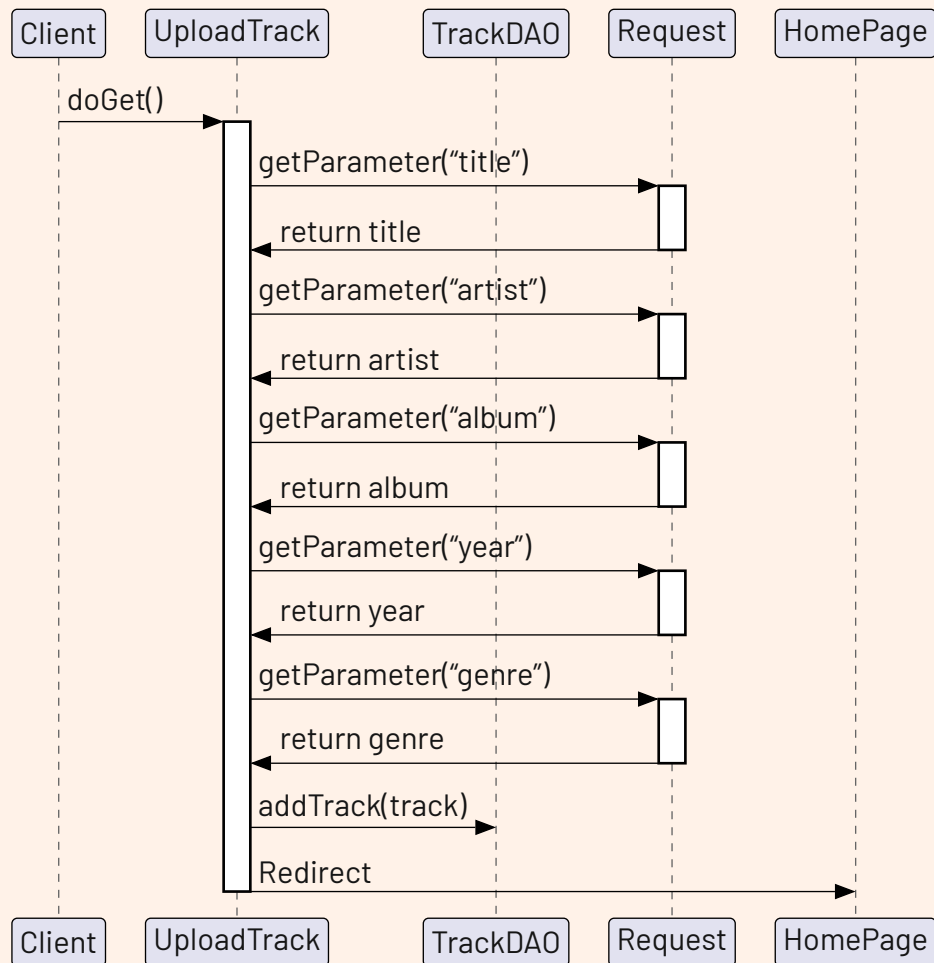 Client UploadTrack TrackDAO Request HomePage
doGet()
getParameter(“title”)
return title
getParameter(“artist”)
return artist
getParameter(“album”)
return album
getParameter(“year”)
return year
getParameter(“genre”)
return genre
addTrack(track)
Redirect
Client UploadTrack TrackDAO Request HomePage